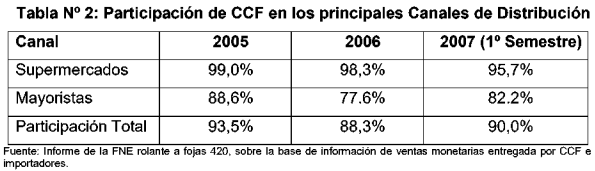 Tabla Nº 2: Participación de CCF en los principales Canales de Distribución
Canal 2005 2006 2007 (1º Semestre)
Supermercados 99,0% 98,3% 95,7%
Mayoristas 88,6% 77.6% 82.2%
Participación Total 93,5% 88,3% 90,0%
Fuente: Informe de la FNE rolante a fojas 420, sobre la base de información de ventas monetarias entregada por CCF e
importadores.